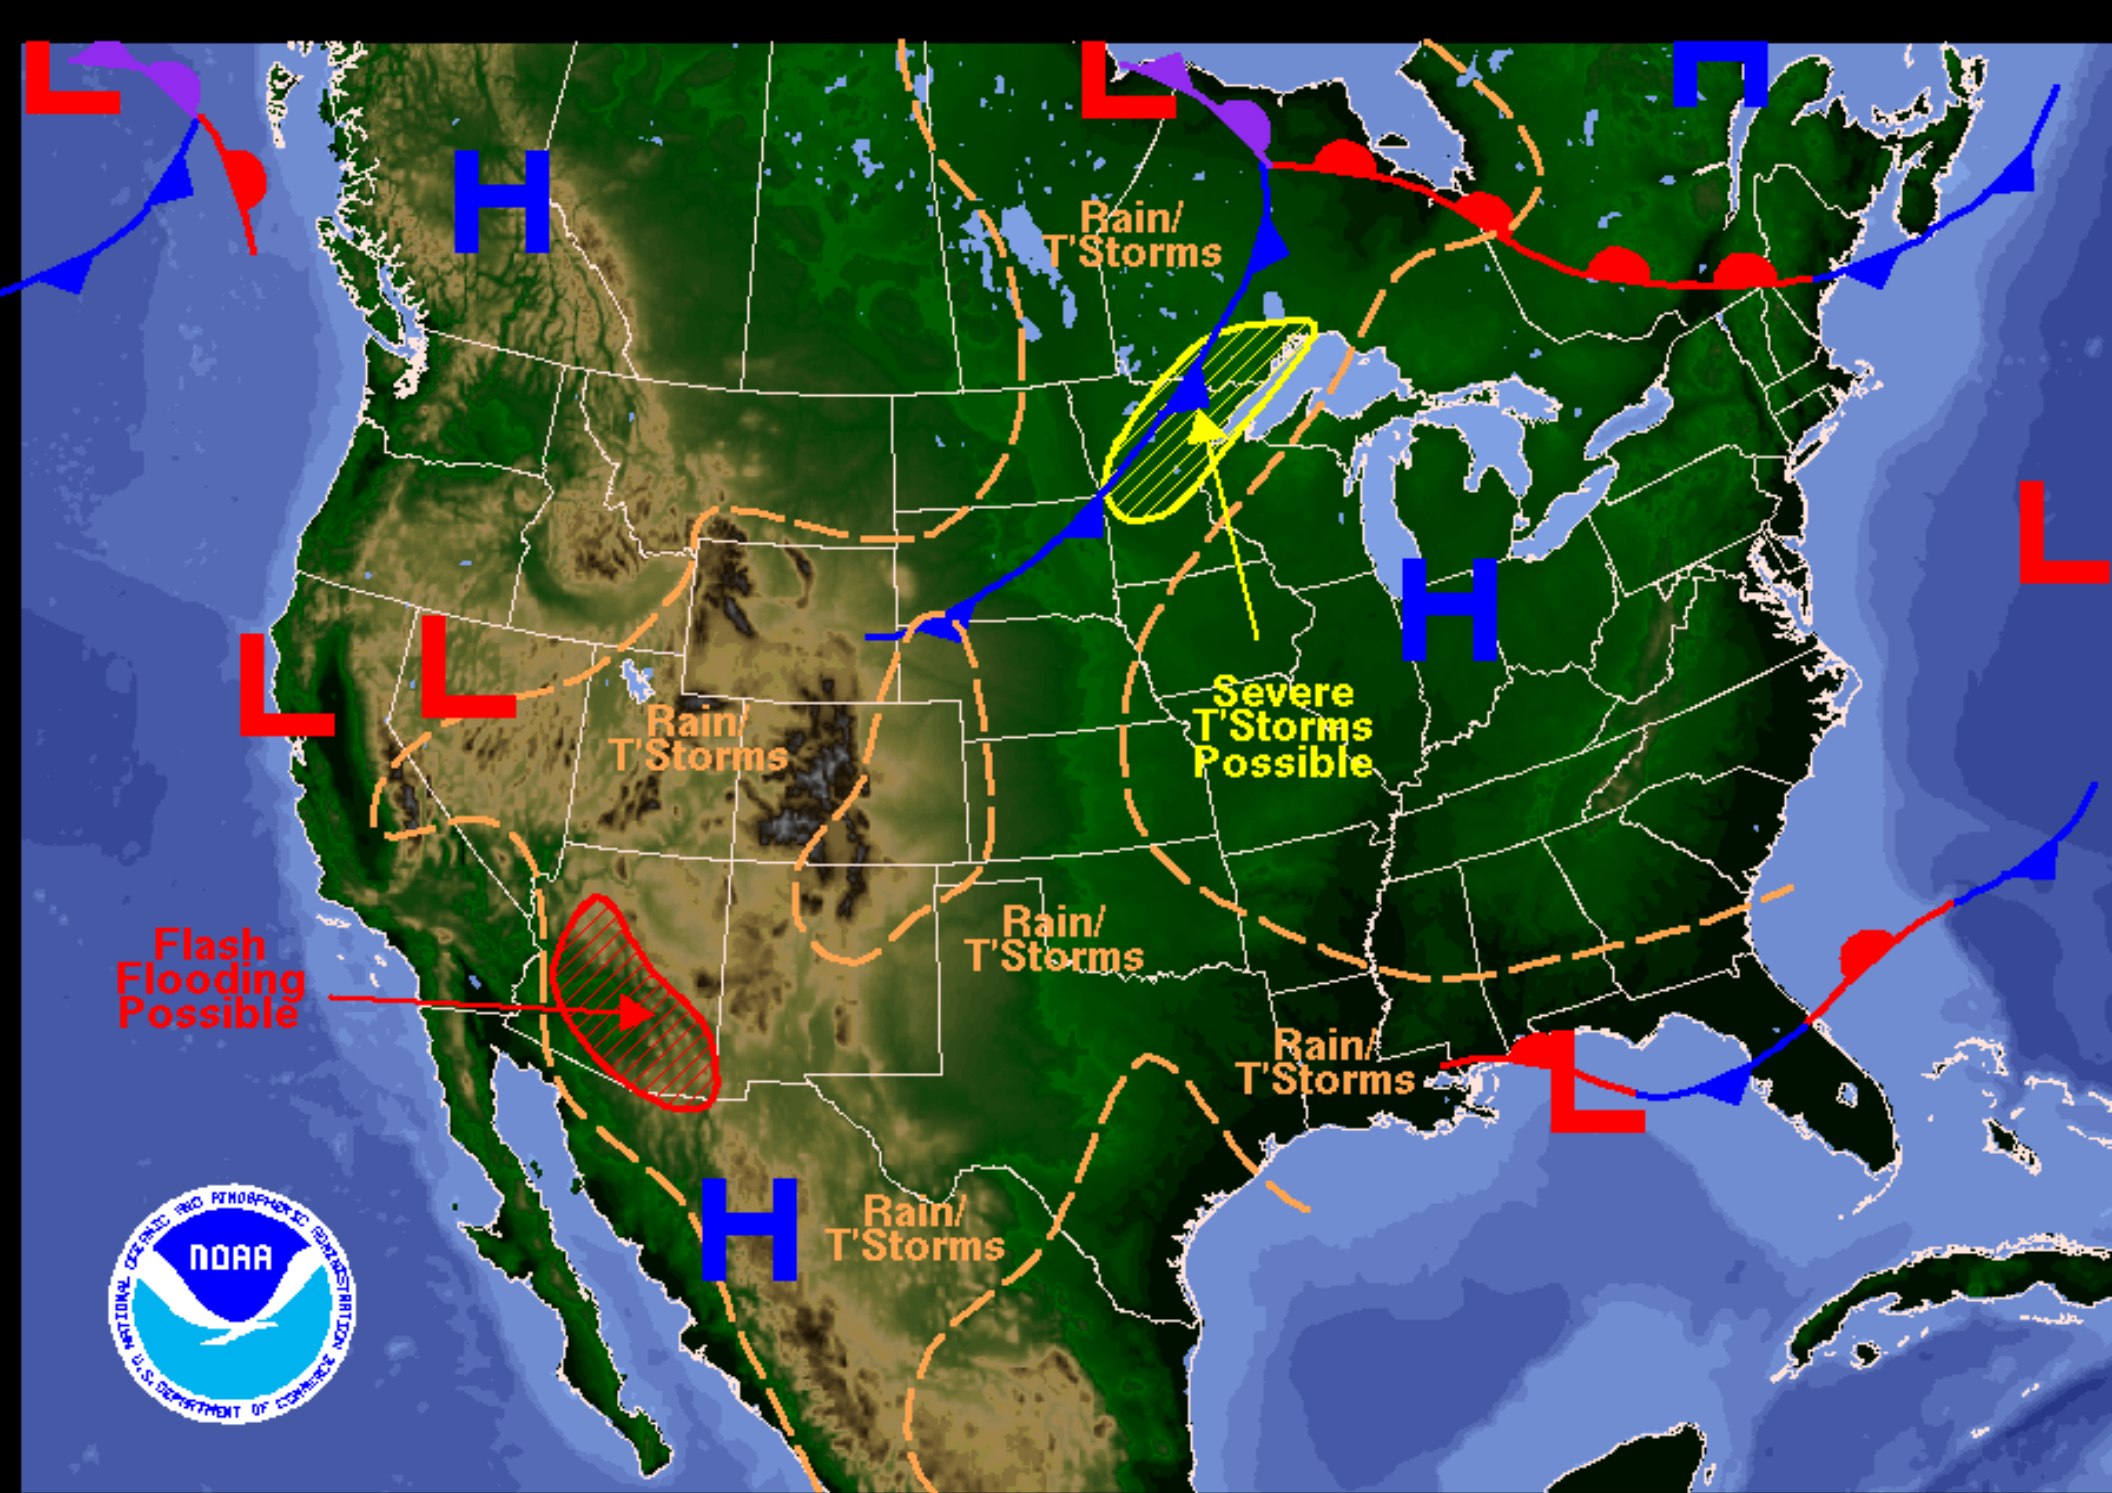 L
L
H
H
Rain/
T'Storms
L
H
L
L
Severe
T'Storms
Possible
Rain/
T'Storms
Rain/
T'Storms
Flash
Flooding
Possible
Rain/
T'Storms
L
Rain/
T'Storms
H
NOAA
NATIONAL OCEANIC AND ATMOSPHERIC ADMINISTRATION
U.S. DEPARTMENT OF COMMERCE